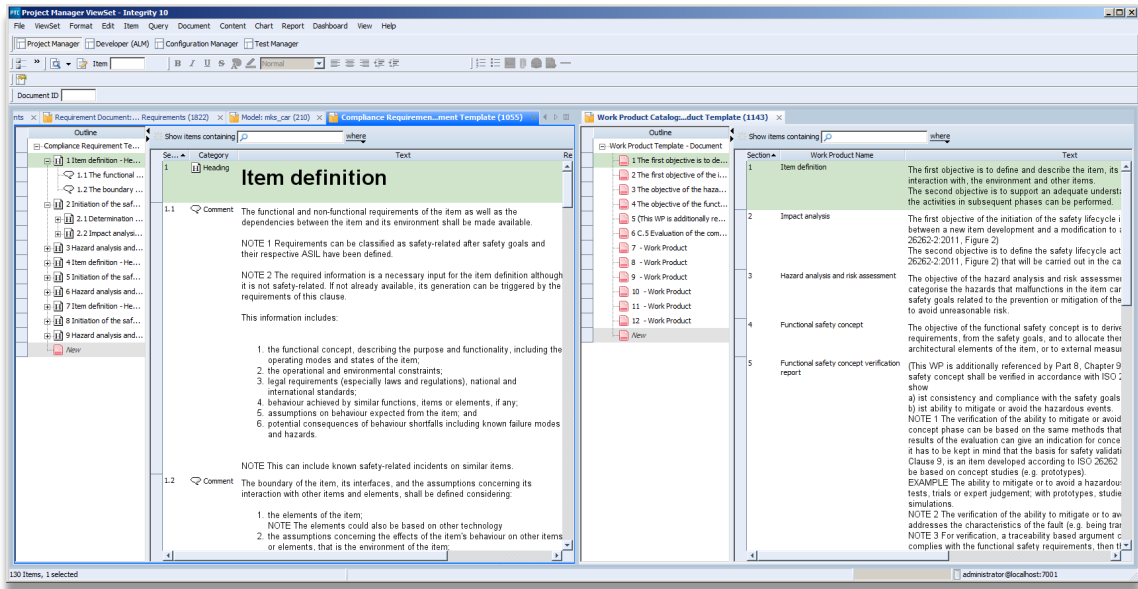 PTC Project Manager ViewSet - Integrity 10
File ViewSet Format Edit Item Query Document Content Chart Report Dashboard View Help
Project Manager Developer (ALM) Configuration Manager Test Manager
» Item B I U S Normal
Document ID
nts Requirement Document:... Requirements (1822) Model: mks_car (210) Compliance Requiremen...ment Template (1055)
Outline
Show items containing where
Compliance Requirement Te...
1 Item definition - He...
1.1 The functional ...
1.2 The boundary ...
2 Initiation of the saf...
2.1 Determination ...
2.2 Impact analysi...
3 Hazard analysis and...
4 Item definition - He...
5 Initiation of the saf...
6 Hazard analysis and...
7 Item definition - He...
8 Initiation of the saf...
9 Hazard analysis and...
New
Se... Category Text Re
1 Heading Item definition
1.1 Comment The functional and non-functional requirements of the item as well as the
dependencies between the item and its environment shall be made available.
NOTE 1 Requirements can be classified as safety-related after safety goals and
their respective ASIL have been defined.
NOTE 2 The required information is a necessary input for the item definition although
it is not safety-related. If not already available, its generation can be triggered by the
requirements of this clause.
This information includes:
1. the functional concept, describing the purpose and functionality, including the
operating modes and states of the item;
2. the operational and environmental constraints;
3. legal requirements (especially laws and regulations), national and
international standards;
4. behaviour achieved by similar functions, items or elements, if any;
5. assumptions on behaviour expected from the item; and
6. potential consequences of behaviour shortfalls including known failure modes
and hazards.
NOTE This can include known safety-related incidents on similar items.
1.2 Comment The boundary of the item, its interfaces, and the assumptions concerning its
interaction with other items and elements, shall be defined considering:
1. the elements of the item;
NOTE The elements could also be based on other technology
2. the assumptions concerning the effects of the item's behaviour on other items
or elements, that is the environment of the item;
Work Product Catalog:...duct Template (1143)
Outline
Show items containing where
Work Product Template - Document
1 The first objective is to de...
2 The first objective of the i...
3 The objective of the haza...
4 The objective of the funct...
5 (This WP is additionally re...
6 C.5 Evaluation of the com...
7 - Work Product
8 - Work Product
9 - Work Product
10 - Work Product
11 - Work Product
12 - Work Product
New
Section Work Product Name Text
1 Item definition The first objective is to define and describe the item, its
interaction with, the environment and other items.
The second objective is to support an adequate understa
the activities in subsequent phases can be performed.
2 Impact analysis The first objective of the initiation of the safety lifecycle i
between a new item development and a modification to a
26262-2:2011, Figure 2)
The second objective is to define the safety lifecycle act
26262-2:2011, Figure 2) that will be carried out in the ca
3 Hazard analysis and risk assessment The objective of the hazard analysis and risk assessmer
categorise the hazards that malfunctions in the item car
safety goals related to the prevention or mitigation of the
to avoid unreasonable risk.
4 Functional safety concept The objective of the functional safety concept is to derive
requirements, from the safety goals, and to allocate then
architectural elements of the item, or to external measur
5 Functional safety concept verification
report
(This WP is additionally referenced by Part 8, Chapter 9
safety concept shall be verified in accordance with ISO 2
show
a) ist consistency and compliance with the safety goals
b) ist ability to mitigate or avoid the hazardous events.
NOTE 1 The verification of the ability to mitigate or avoid
concept phase can be based on the same methods that
results of the evaluation can give an indication for conce
it has to be kept in mind that the basis for safety validati
Clause 9, is an item developed according to ISO 26262
be based on concept studies (e.g. prototypes).
EXAMPLE The ability to mitigate or to avoid a hazardous
tests, trials or expert judgement; with prototypes, studie
simulations.
NOTE 2 The verification of the ability to mitigate or to av
addresses the characteristics of the fault (e.g. being tran
NOTE 3 For verification, a traceability based argument c
complies with the functional safety requirements, then t
130 Items, 1 selected
administrator@localhost:7001